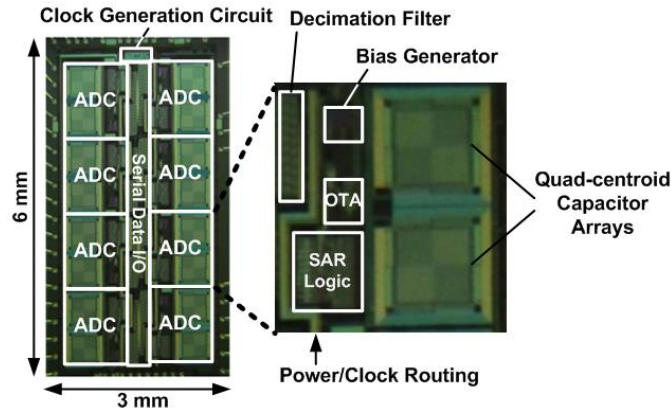 Clock Generation Circuit
Decimation Filter
Bias Generator
ADC
ADC
ADC
ADC
ADC
ADC
ADC
ADC
Serial Data I/O
6 mm
3 mm
OTA
SAR
Logic
Quad-centroid
Capacitor
Arrays
Power/Clock Routing